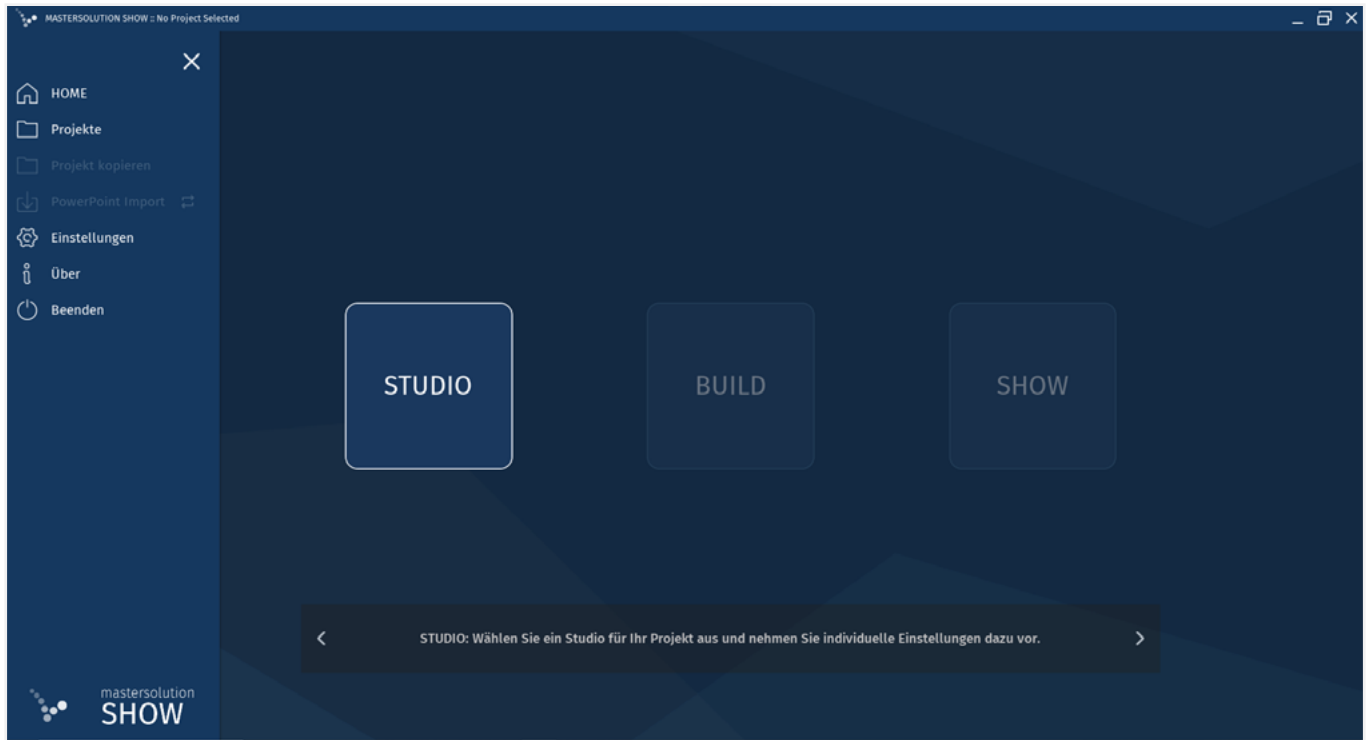 MASTERSOLUTION SHOW :: No Project Selected
HOME
Projekte
Projekt kopieren
PowerPoint Import
Einstellungen
Über
Beenden
STUDIO
BUILD
SHOW
STUDIO: Wählen Sie ein Studio für Ihr Projekt aus und nehmen Sie individuelle Einstellungen dazu vor.
mastersolution
SHOW